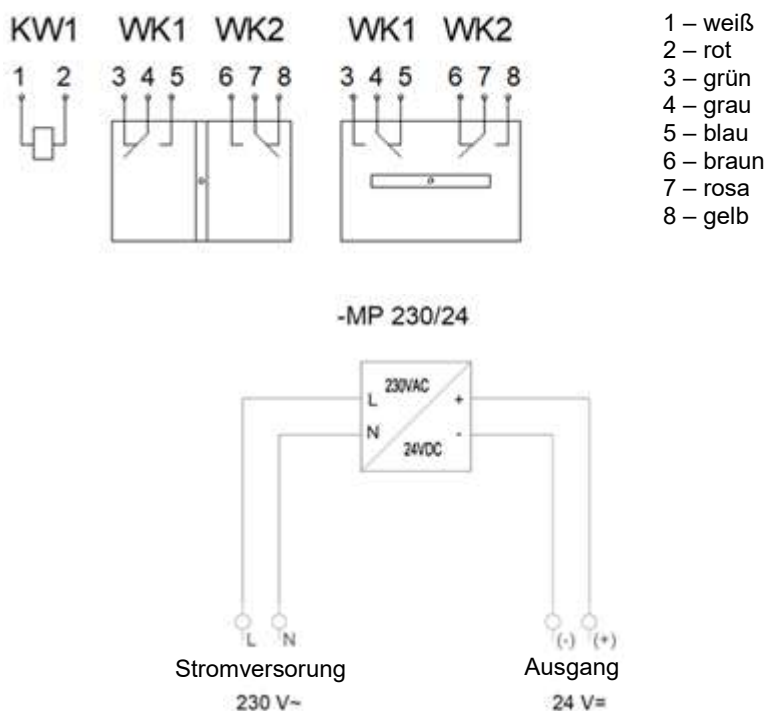 KW1 WK1 WK2 WK1 WK2
1 2 3 4 5 6 7 8 3 4 5 6 7 8
1 – weiß
2 – rot
3 – grün
4 – grau
5 – blau
6 – braun
7 – rosa
8 – gelb
-MP 230/24
230VAC
L +
N -
24VDC
L N (-) (+)
Stromversorung Ausgang
230 V~ 24 V=